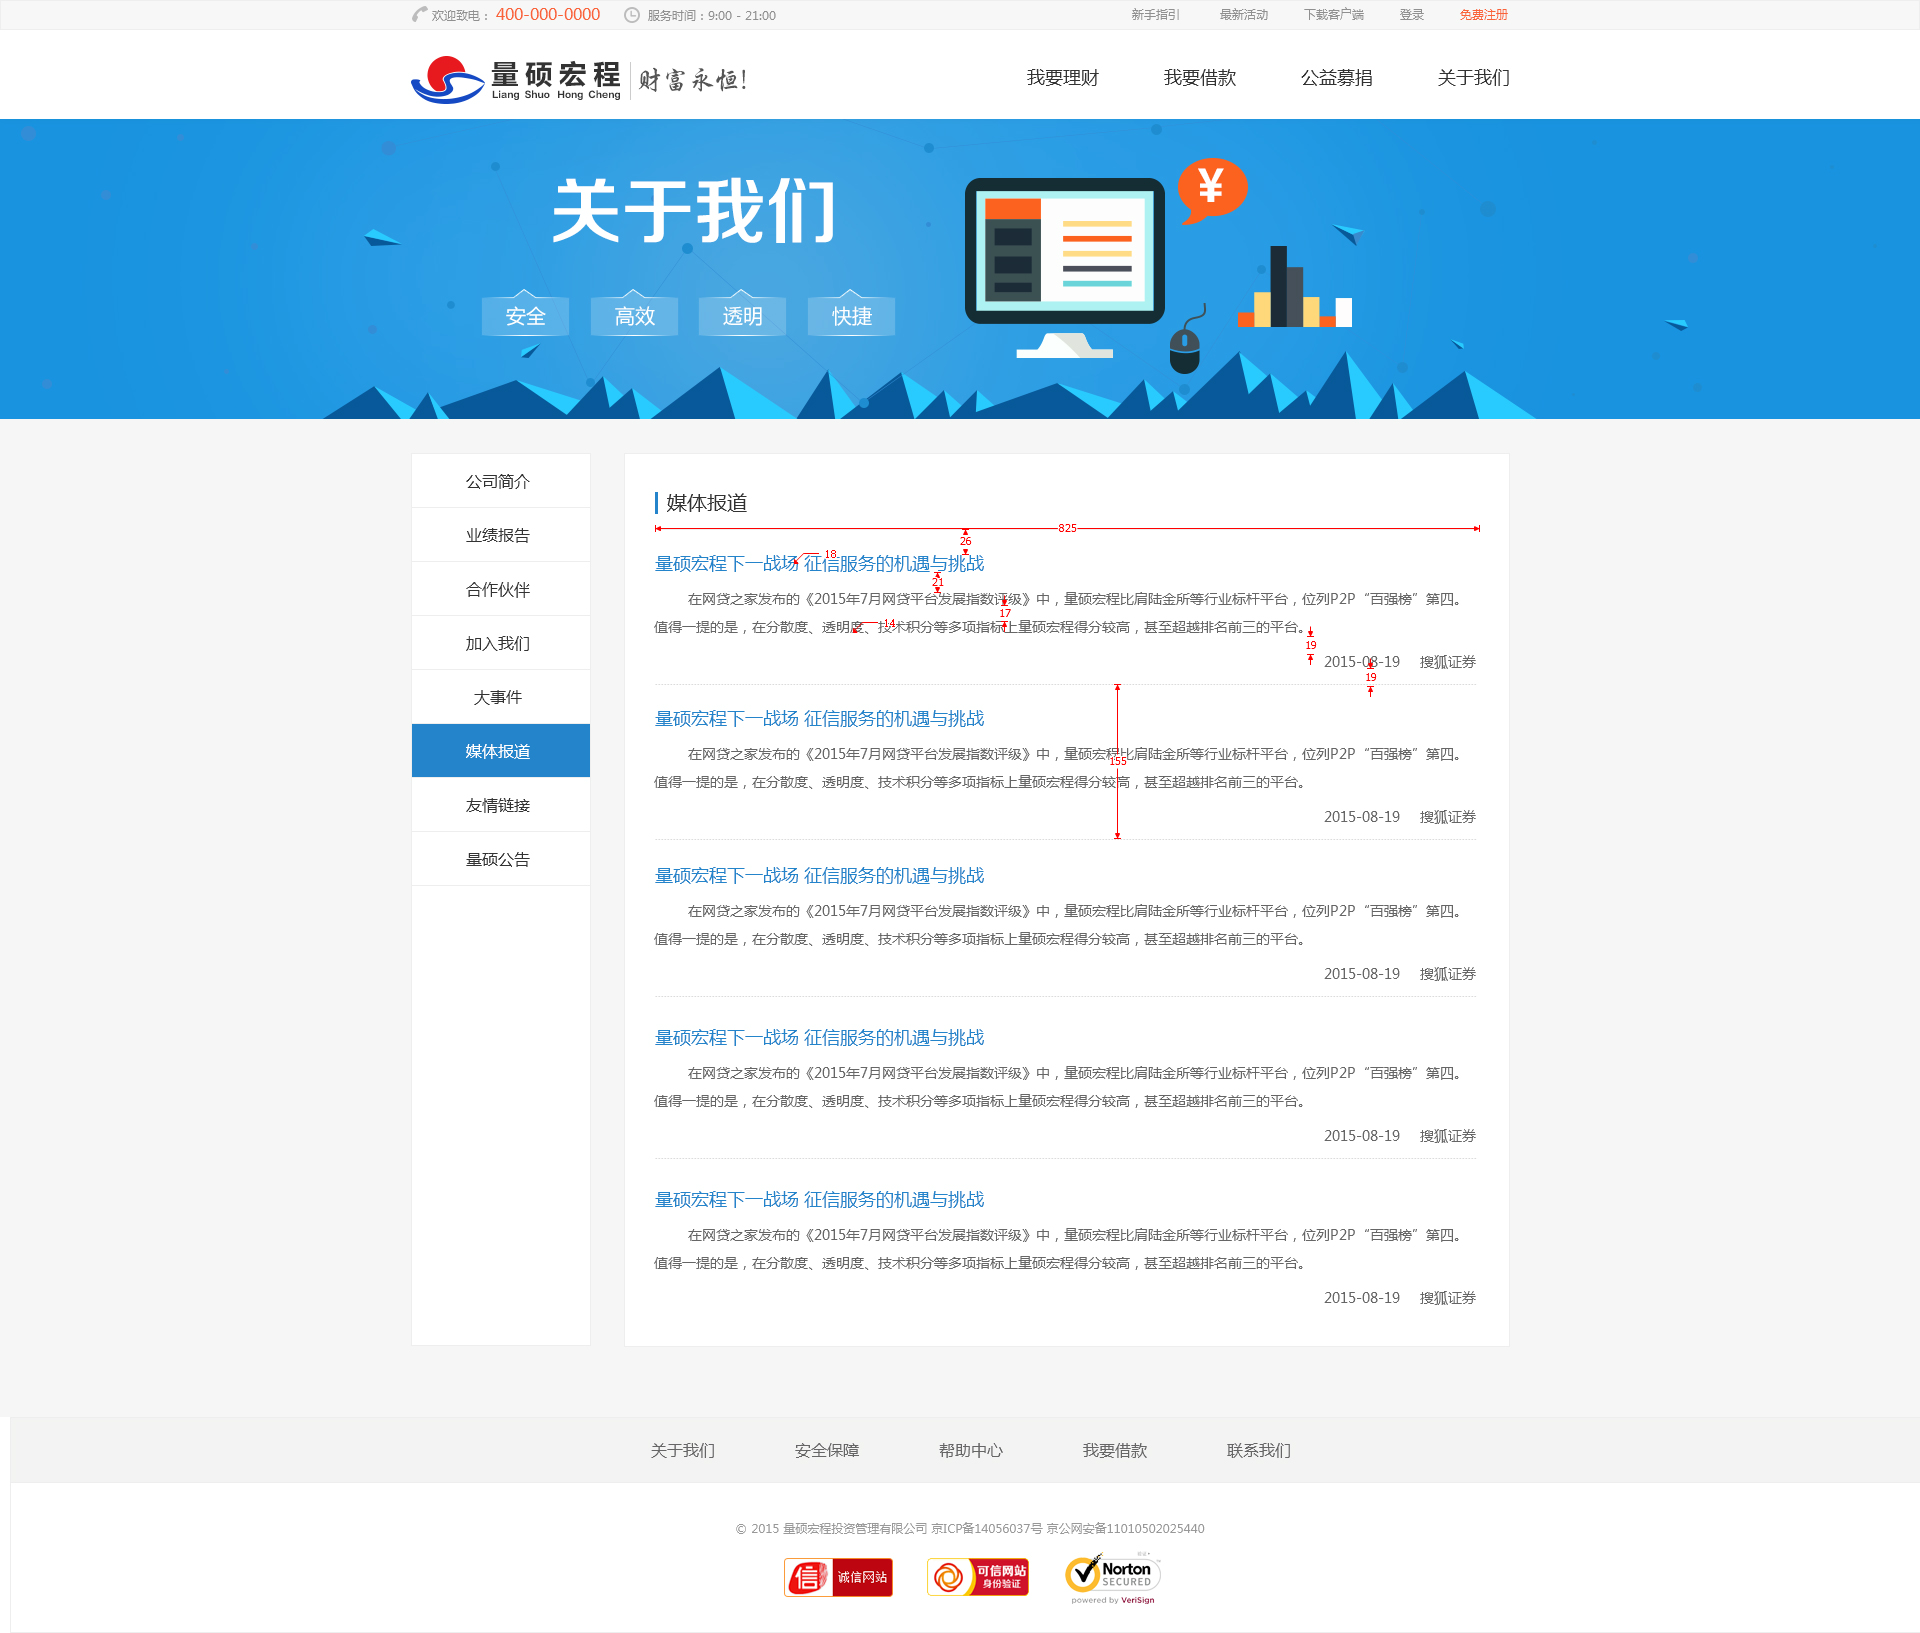 欢迎致电： 400-000-0000 服务时间：9:00 - 21:00 新手指引 最新活动 下载客户端 登录 免费注册
量硕宏程 财富永恒! 我要理财 我要借款 公益募捐 关于我们
Liang Shuo Hong Cheng
关于我们
¥
安全 高效 透明 快捷
公司简介
业绩报告
合作伙伴
加入我们
大事件
媒体报道
友情链接
量硕公告
媒体报道
825
26
18
量硕宏程下一战场 征信服务的机遇与挑战
21
在网贷之家发布的《2015年7月网贷平台发展指数评级》中，量硕宏程比肩陆金所等行业标杆平台，位列P2P“百强榜”第四。
17
14
值得一提的是，在分散度、透明度、技术积分等多项指标上量硕宏程得分较高，甚至超越排名前三的平台。
19
2015-08-19 搜狐证券
19
量硕宏程下一战场 征信服务的机遇与挑战
在网贷之家发布的《2015年7月网贷平台发展指数评级》中，量硕宏程比肩陆金所等行业标杆平台，位列P2P“百强榜”第四。
155
值得一提的是，在分散度、透明度、技术积分等多项指标上量硕宏程得分较高，甚至超越排名前三的平台。
2015-08-19 搜狐证券
量硕宏程下一战场 征信服务的机遇与挑战
在网贷之家发布的《2015年7月网贷平台发展指数评级》中，量硕宏程比肩陆金所等行业标杆平台，位列P2P“百强榜”第四。
值得一提的是，在分散度、透明度、技术积分等多项指标上量硕宏程得分较高，甚至超越排名前三的平台。
2015-08-19 搜狐证券
量硕宏程下一战场 征信服务的机遇与挑战
在网贷之家发布的《2015年7月网贷平台发展指数评级》中，量硕宏程比肩陆金所等行业标杆平台，位列P2P“百强榜”第四。
值得一提的是，在分散度、透明度、技术积分等多项指标上量硕宏程得分较高，甚至超越排名前三的平台。
2015-08-19 搜狐证券
量硕宏程下一战场 征信服务的机遇与挑战
在网贷之家发布的《2015年7月网贷平台发展指数评级》中，量硕宏程比肩陆金所等行业标杆平台，位列P2P“百强榜”第四。
值得一提的是，在分散度、透明度、技术积分等多项指标上量硕宏程得分较高，甚至超越排名前三的平台。
2015-08-19 搜狐证券
关于我们 安全保障 帮助中心 我要借款 联系我们
© 2015 量硕宏程投资管理有限公司 京ICP备14056037号 京公网安备11010502025440
信 诚信网站
可信网站
身份验证
Norton
SECURED
powered by VeriSign